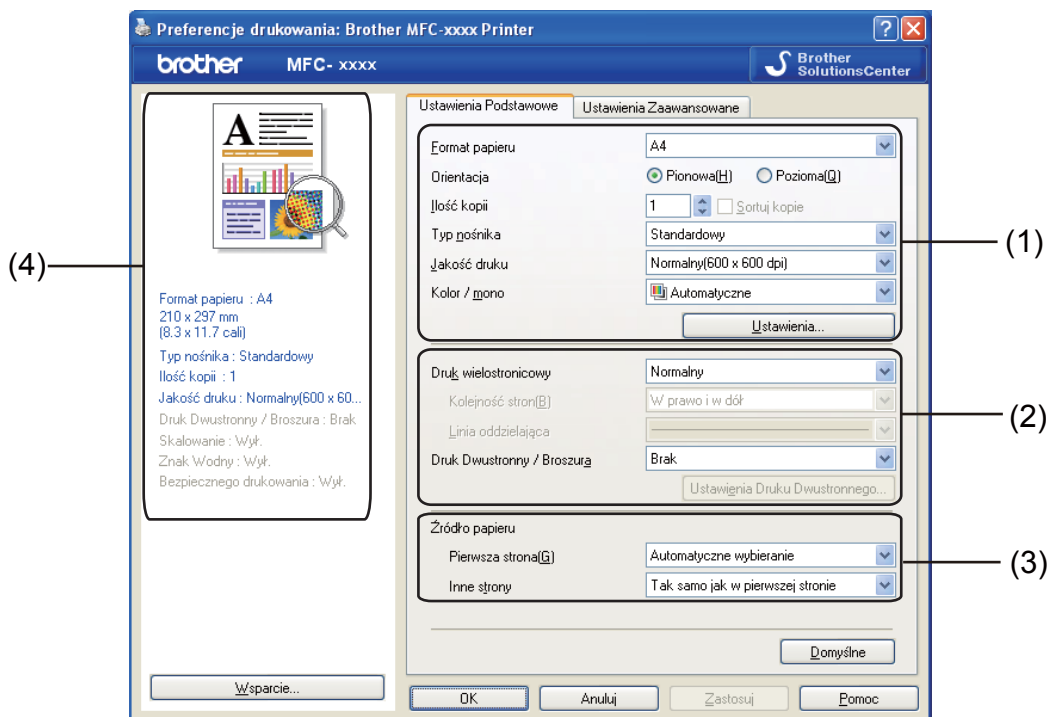 Preferencje drukowania: Brother MFC-xxxx Printer
brother MFC- xxxx
Brother
SolutionsCenter
A
Format papieru : A4
210 x 297 mm
(8.3 x 11.7 cali)
Typ nośnika : Standardowy
Ilość kopii : 1
Jakość druku : Normalny(600 x 60...
Druk Dwustronny / Broszura : Brak
Skalowanie : Wył.
Znak Wodny : Wył.
Bezpiecznego drukowania : Wył.
(4)
Wsparcie...
Ustawienia Podstawowe
Ustawienia Zaawansowane
Format papieru A4
Orientacja Pionowa(H) Pozioma(Q)
Ilość kopii 1 Sortuj kopie
Typ nośnika Standardowy
Jakość druku Normalny(600 x 600 dpi)
Kolor / mono Automatyczne
Ustawienia...
(1)
Druk wielostronicowy Normalny
Kolejność stron(B) W prawo i w dół
Linia oddzielająca
Druk Dwustronny / Broszura Brak
Ustawienia Druku Dwustronnego...
(2)
Źródło papieru
Pierwsza strona(G) Automatyczne wybieranie
Inne strony Tak samo jak w pierwszej stronie
(3)
Domyślne
OK Anuluj Zastosuj Pomoc